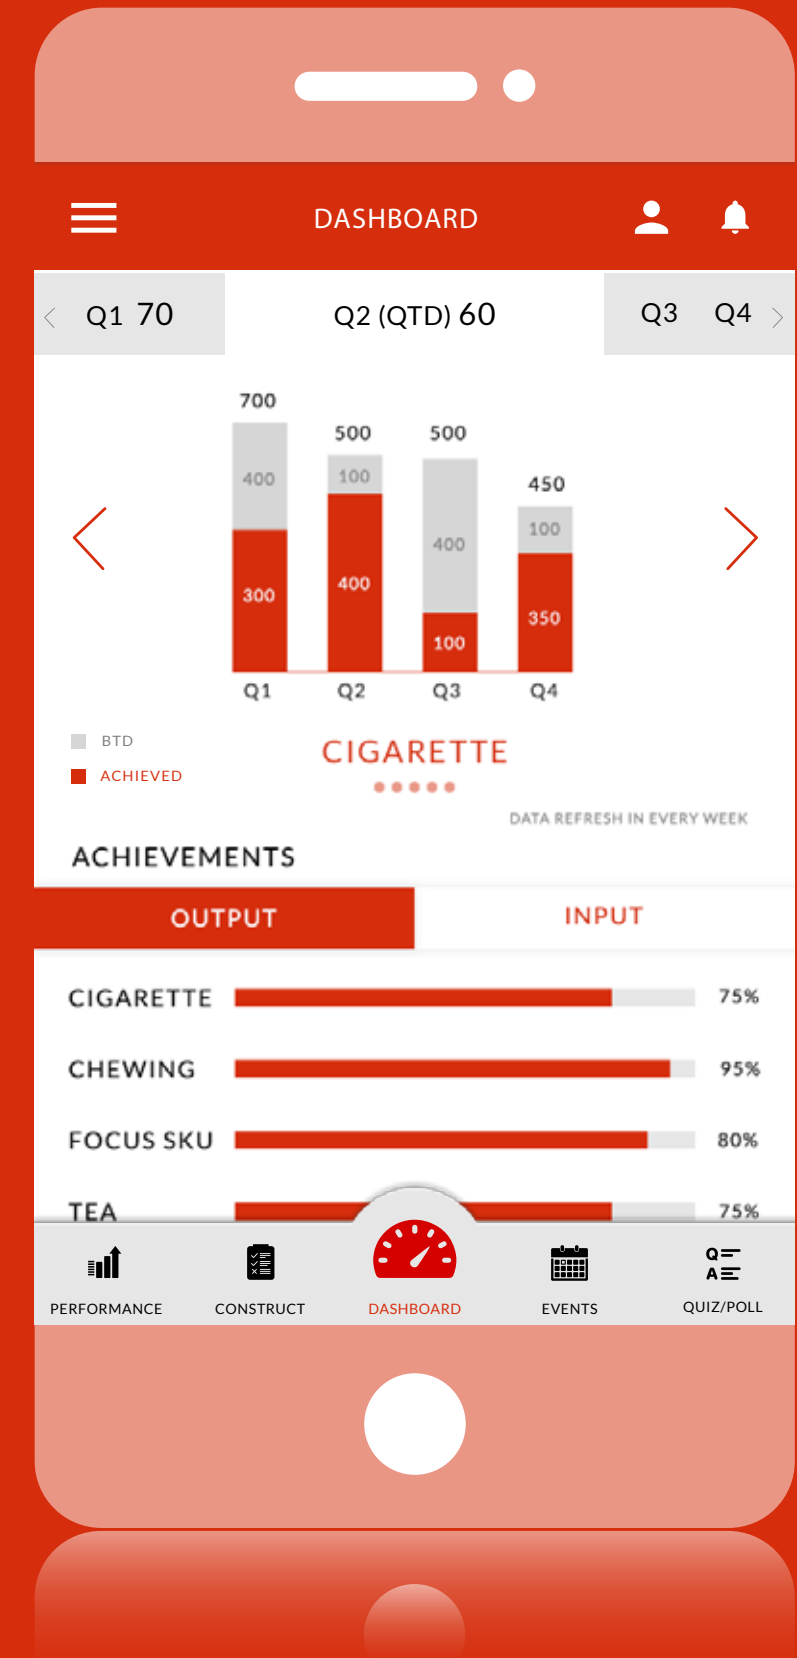 DASHBOARD
Q1 70
Q2 (QTD) 60
Q3 Q4
700
500 500
450
400 100 400 100
300 400 100 350
Q1 Q2 Q3 Q4
BTD
ACHIEVED
CIGARETTE
DATA REFRESH IN EVERY WEEK
ACHIEVEMENTS
OUTPUT INPUT
CIGARETTE 75%
CHEWING 95%
FOCUS SKU 80%
TEA 75%
Q
A
PERFORMANCE CONSTRUCT DASHBOARD EVENTS QUIZ/POLL